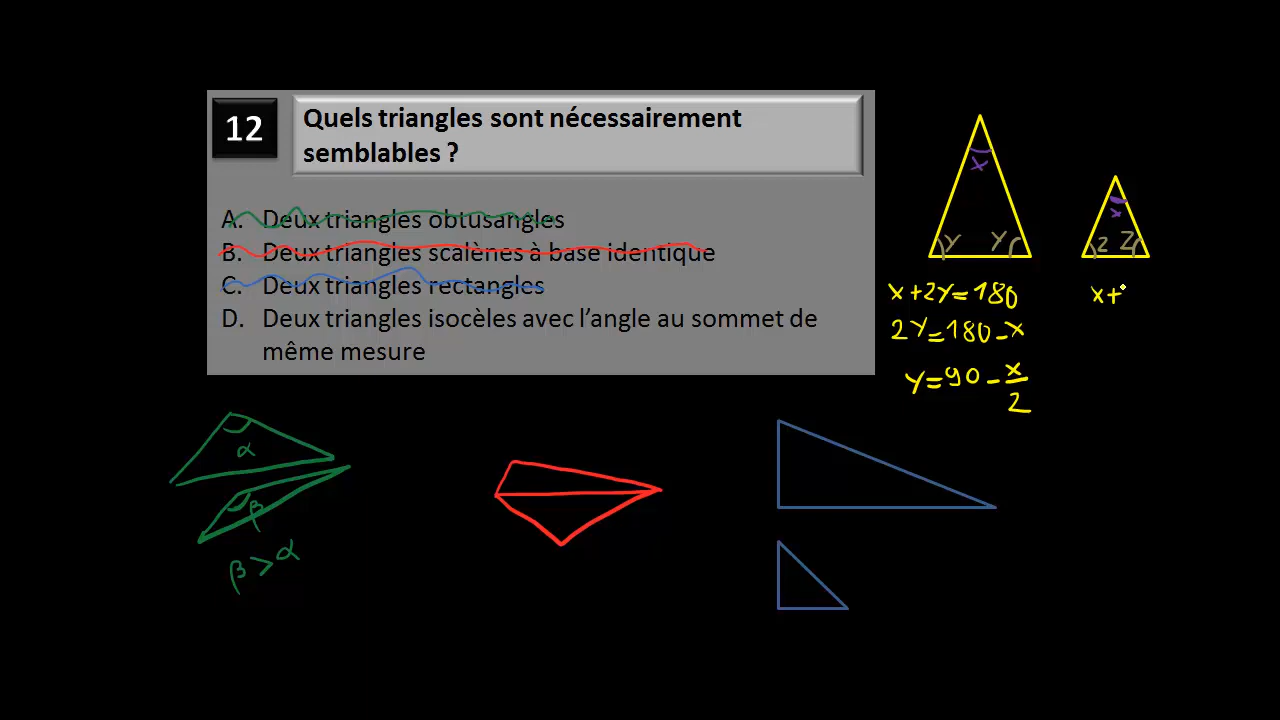 12
Quels triangles sont nécessairement
semblables ?
A. Deux triangles obtusangles
B. Deux triangles scalènes à base identique
C. Deux triangles rectangles
D. Deux triangles isocèles avec l'angle au sommet de
même mesure
x
Y Y
x
Z Z
x+2Y=180
2Y=180-x
Y=90-x/2
x+
α
β
β>α